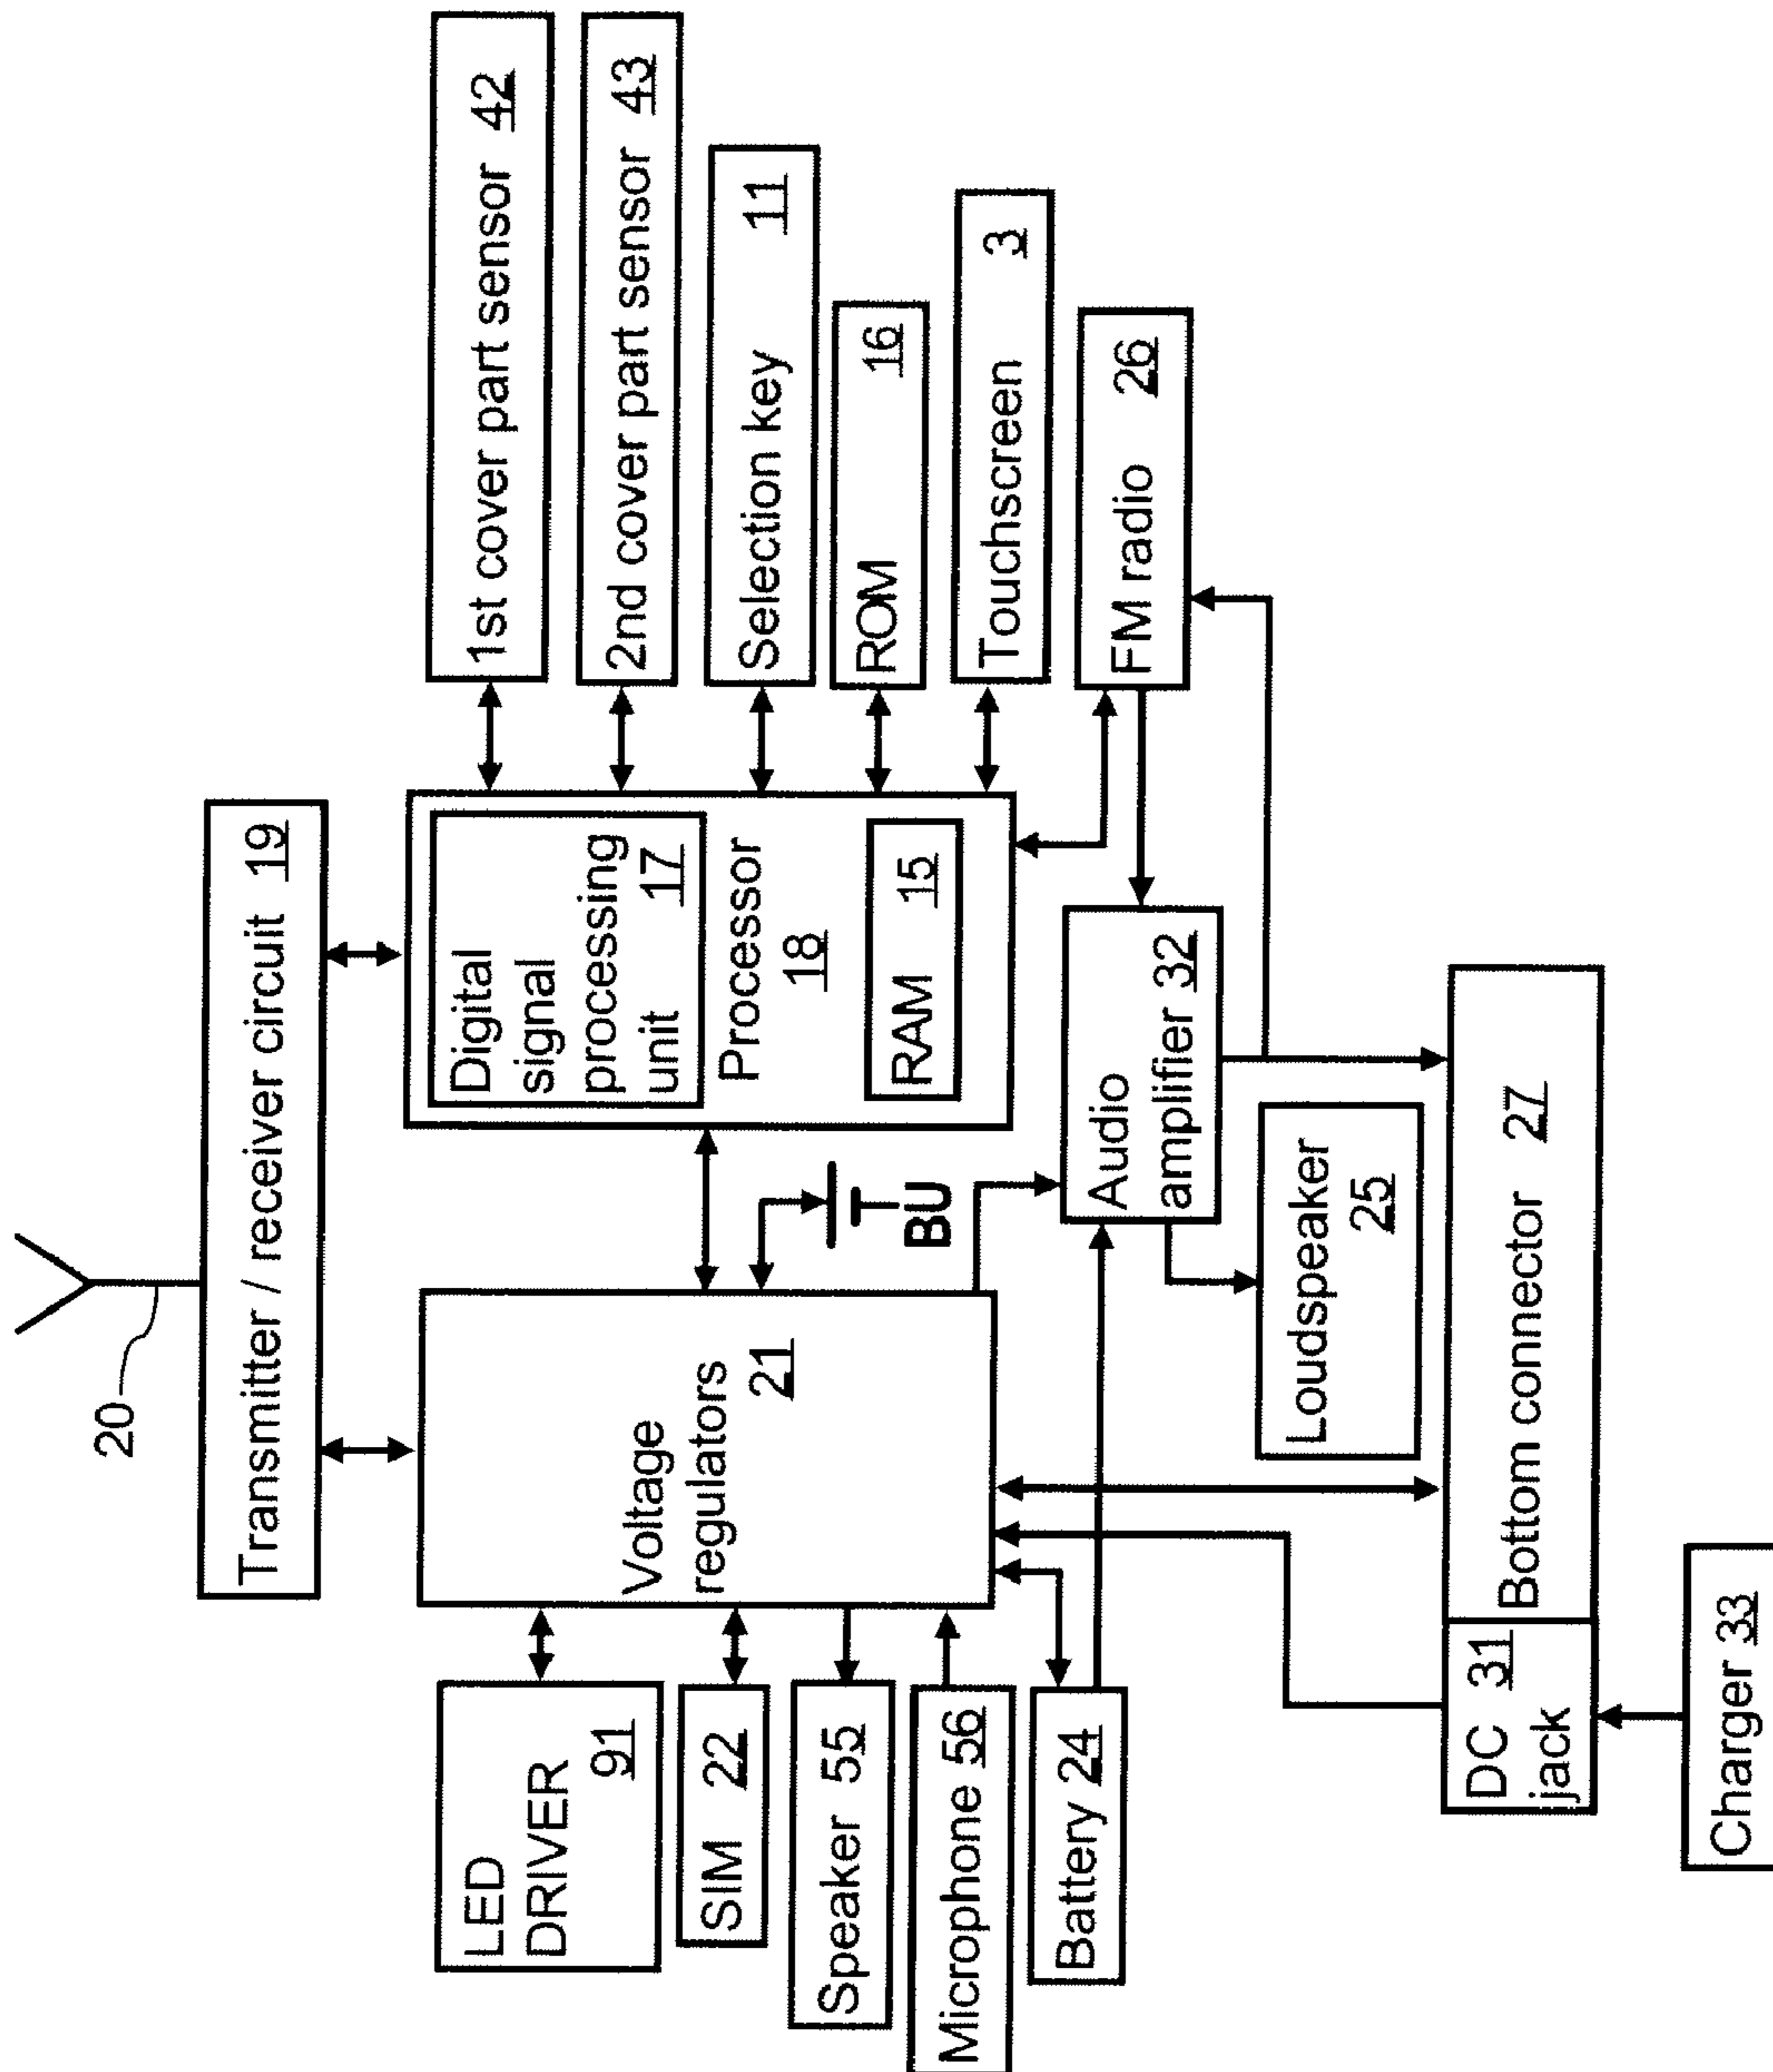 20
Transmitter / receiver circuit 19
LED
DRIVER
91
SIM 22
Speaker 55
Microphone 56
Battery 24
Voltage
regulators
21
BU
Digital
signal
processing
unit 17
Processor
18
RAM 15
1st cover part sensor 42
2nd cover part sensor 43
Selection key 11
ROM 16
Touchscreen 3
FM radio 26
Audio
amplifier 32
Loudspeaker
25
DC 31
jack
Bottom connector 27
Charger 33